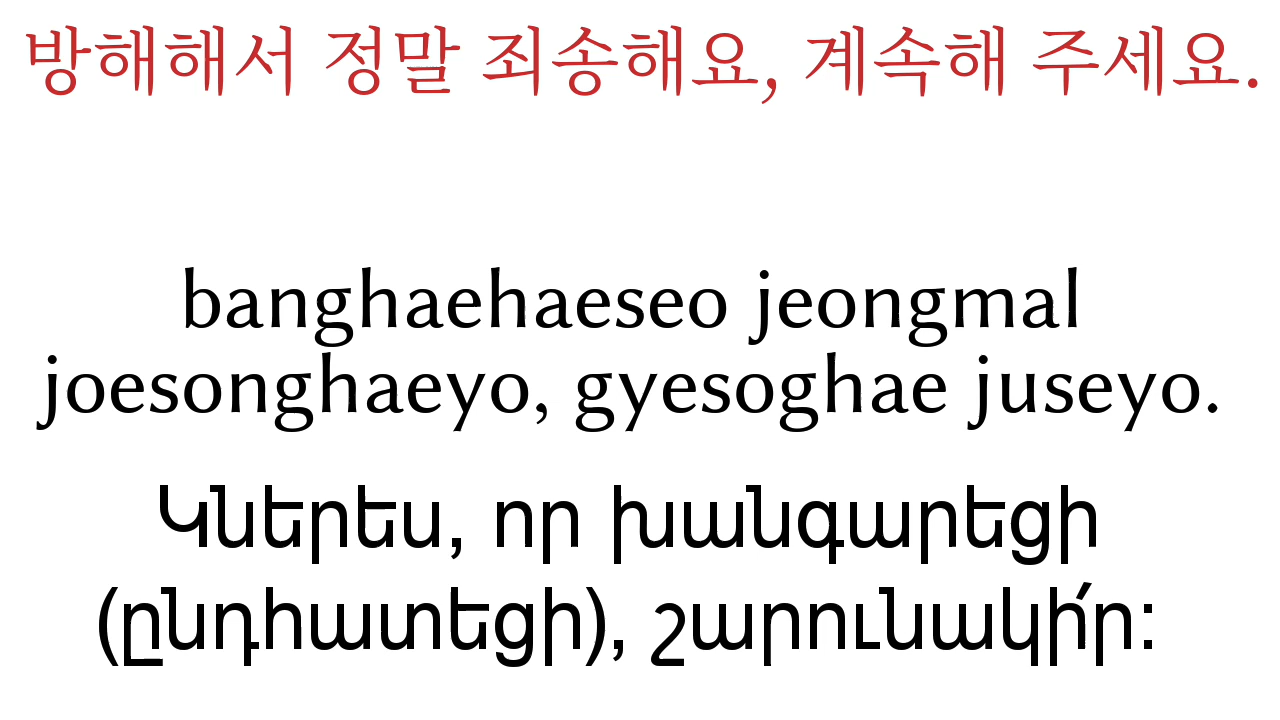 방해해서 정말 죄송해요, 계속해 주세요.
banghaehaeseo jeongmal
joesonghaeyo, gyesoghae juseyo.
Կներես, որ խանգարեցի
(ընդհատեցի), շարունակի՛ր: